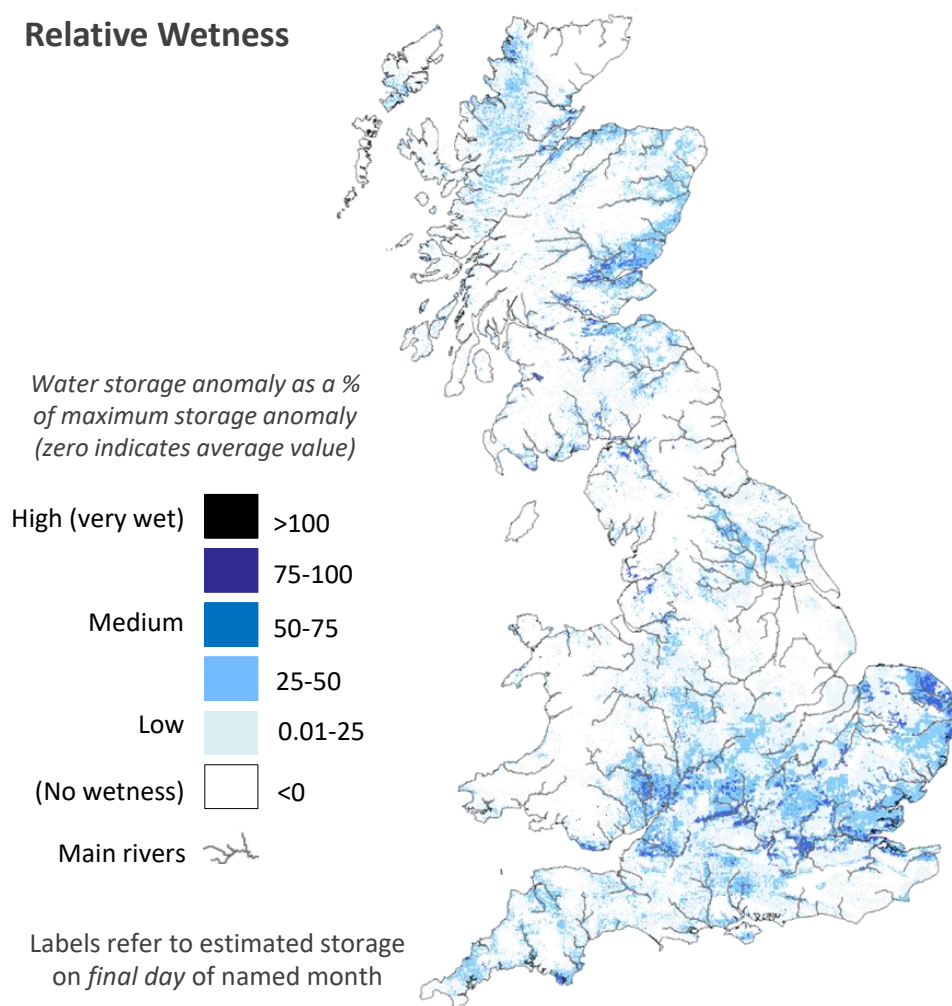 Relative Wetness
Water storage anomaly as a %
of maximum storage anomaly
(zero indicates average value)
High (very wet) >100
75-100
Medium 50-75
25-50
Low 0.01-25
(No wetness) <0
Main rivers
Labels refer to estimated storage
on final day of named month